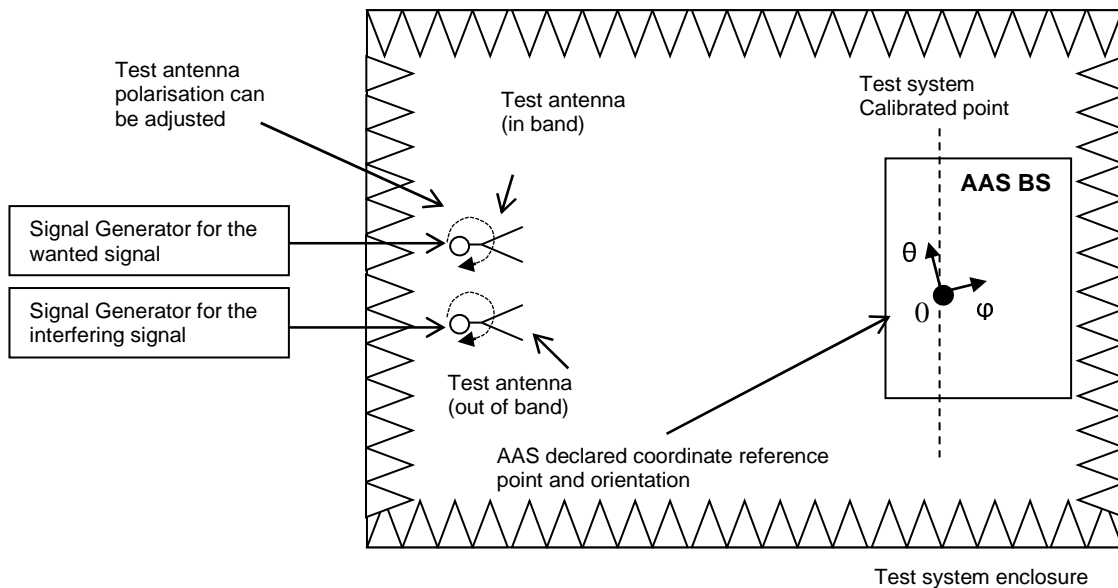 Test antenna
polarisation can
be adjusted
Test antenna
(in band)
Test system
Calibrated point
AAS BS
Signal Generator for the
wanted signal
θ
0
φ
Signal Generator for the
interfering signal
Test antenna
(out of band)
AAS declared coordinate reference
point and orientation
Test system enclosure